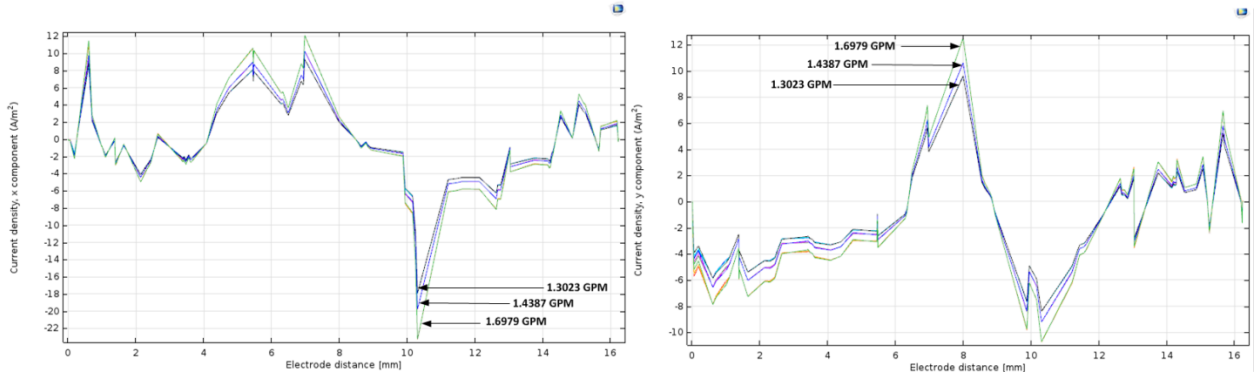 12
10
8
6
4
2
0
-2
-4
-6
-8
-10
-12
-14
-16
-18
-20
-22
Current density, x component (A/m²)
1.3023 GPM
1.4387 GPM
1.6979 GPM
0 2 4 6 8 10 12 14 16
Electrode distance [mm]
12
10
8
6
4
2
0
-2
-4
-6
-8
-10
Current density, y component (A/m²)
1.6979 GPM
1.4387 GPM
1.3023 GPM
0 2 4 6 8 10 12 14 16
Electrode distance [mm]